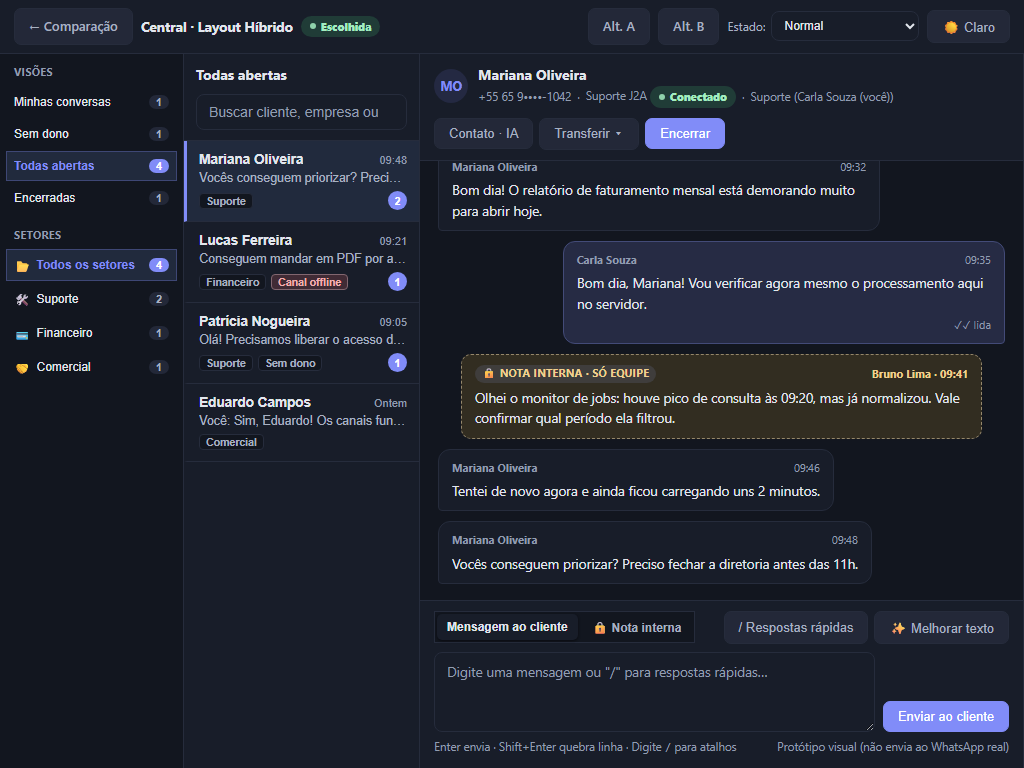 ← Comparação
Central · Layout Híbrido
Escolhida
Alt. A
Alt. B
Estado:
Normal
Claro
VISÕES
Minhas conversas 1
Sem dono 1
Todas abertas 4
Encerradas 1
SETORES
Todos os setores 4
Suporte 2
Financeiro 1
Comercial 1
Todas abertas
Buscar cliente, empresa ou
Mariana Oliveira 09:48
Vocês conseguem priorizar? Preci…
Suporte 2
Lucas Ferreira 09:21
Conseguem mandar em PDF por a…
Financeiro Canal offline 1
Patrícia Nogueira 09:05
Olá! Precisamos liberar o acesso d…
Suporte Sem dono 1
Eduardo Campos Ontem
Você: Sim, Eduardo! Os canais fun…
Comercial
MO
Mariana Oliveira
+55 65 9••••-1042 · Suporte J2A Conectado · Suporte (Carla Souza (você))
Contato · IA
Transferir
Encerrar
Mariana Oliveira 09:32
Bom dia! O relatório de faturamento mensal está demorando muito
para abrir hoje.
Carla Souza 09:35
Bom dia, Mariana! Vou verificar agora mesmo o processamento aqui
no servidor.
✓✓ lida
NOTA INTERNA · SÓ EQUIPE Bruno Lima · 09:41
Olhei o monitor de jobs: houve pico de consulta às 09:20, mas já normalizou. Vale
confirmar qual período ela filtrou.
Mariana Oliveira 09:46
Tentei de novo agora e ainda ficou carregando uns 2 minutos.
Mariana Oliveira 09:48
Vocês conseguem priorizar? Preciso fechar a diretoria antes das 11h.
Mensagem ao cliente
Nota interna
/ Respostas rápidas
Melhorar texto
Digite uma mensagem ou "/" para respostas rápidas...
Enviar ao cliente
Enter envia · Shift+Enter quebra linha · Digite / para atalhos
Protótipo visual (não envia ao WhatsApp real)